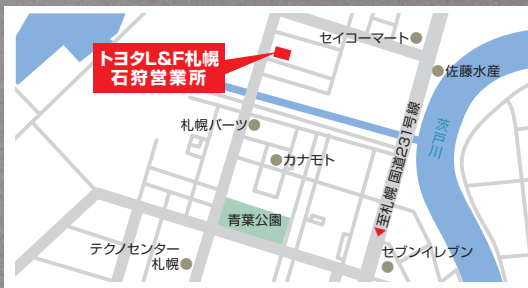 セイコーマート
トヨタL&F札幌
石狩営業所
佐藤水産
札幌パーツ
茨戸川
カナモト
至札幌 国道231号線
青葉公園
テクノセンター
札幌
セブンイレブン